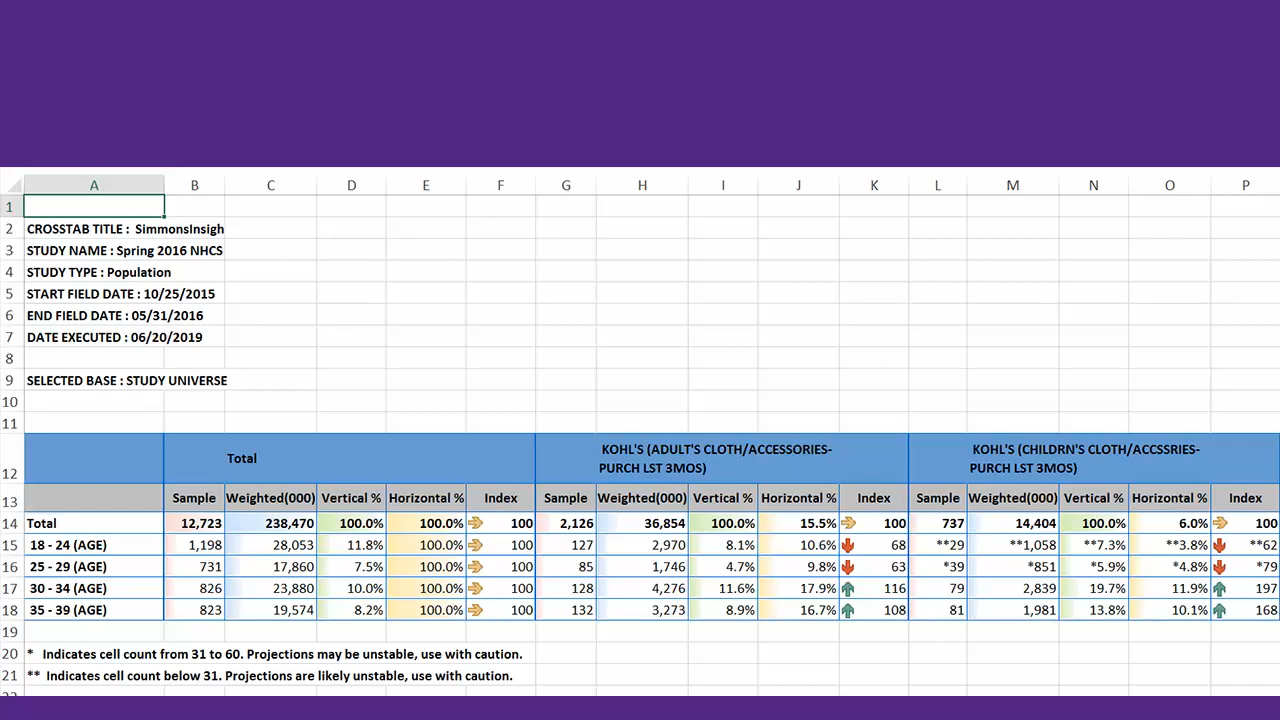 A B C D E F G H I J K L M N O P
1
2 CROSSTAB TITLE : SimmonsInsigh
3 STUDY NAME : Spring 2016 NHCS
4 STUDY TYPE : Population
5 START FIELD DATE : 10/25/2015
6 END FIELD DATE : 05/31/2016
7 DATE EXECUTED : 06/20/2019
8
9 SELECTED BASE : STUDY UNIVERSE
10
11
12 Total KOHL'S (ADULT'S CLOTH/ACCESSORIES- KOHL'S (CHILDRN'S CLOTH/ACCSSRIES-
PURCH LST 3MOS) PURCH LST 3MOS)
13 Sample Weighted(000) Vertical % Horizontal % Index Sample Weighted(000) Vertical % Horizontal % Index Sample Weighted(000) Vertical % Horizontal % Index
14 Total 12,723 238,470 100.0% 100.0% 100 2,126 36,854 100.0% 15.5% 100 737 14,404 100.0% 6.0% 100
15 18 - 24 (AGE) 1,198 28,053 11.8% 100.0% 100 127 2,970 8.1% 10.6% 68 **29 **1,058 **7.3% **3.8% **62
16 25 - 29 (AGE) 731 17,860 7.5% 100.0% 100 85 1,746 4.7% 9.8% 63 *39 *851 *5.9% *4.8% *79
17 30 - 34 (AGE) 826 23,880 10.0% 100.0% 100 128 4,276 11.6% 17.9% 116 79 2,839 19.7% 11.9% 197
18 35 - 39 (AGE) 823 19,574 8.2% 100.0% 100 132 3,273 8.9% 16.7% 108 81 1,981 13.8% 10.1% 168
19
20 * Indicates cell count from 31 to 60. Projections may be unstable, use with caution.
21 ** Indicates cell count below 31. Projections are likely unstable, use with caution.